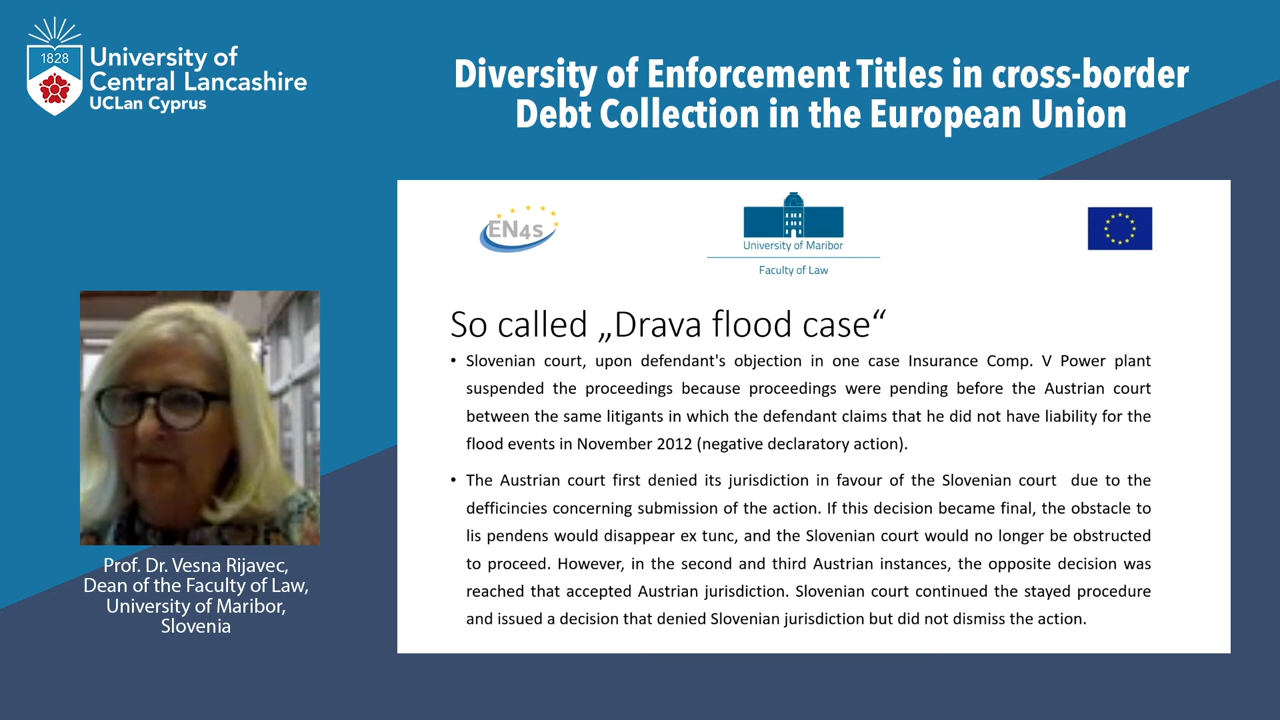 1828
University of
Central Lancashire
UCLan Cyprus
Diversity of Enforcement Titles in cross-border
Debt Collection in the European Union
EN4s
University of Maribor
Faculty of Law
So called „Drava flood case“
• Slovenian court, upon defendant's objection in one case Insurance Comp. V Power plant
suspended the proceedings because proceedings were pending before the Austrian court
between the same litigants in which the defendant claims that he did not have liability for the
flood events in November 2012 (negative declaratory action).
• The Austrian court first denied its jurisdiction in favour of the Slovenian court due to the
defficincies concerning submission of the action. If this decision became final, the obstacle to
lis pendens would disappear ex tunc, and the Slovenian court would no longer be obstructed
to proceed. However, in the second and third Austrian instances, the opposite decision was
reached that accepted Austrian jurisdiction. Slovenian court continued the stayed procedure
and issued a decision that denied Slovenian jurisdiction but did not dismiss the action.
Prof. Dr. Vesna Rijavec,
Dean of the Faculty of Law,
University of Maribor,
Slovenia